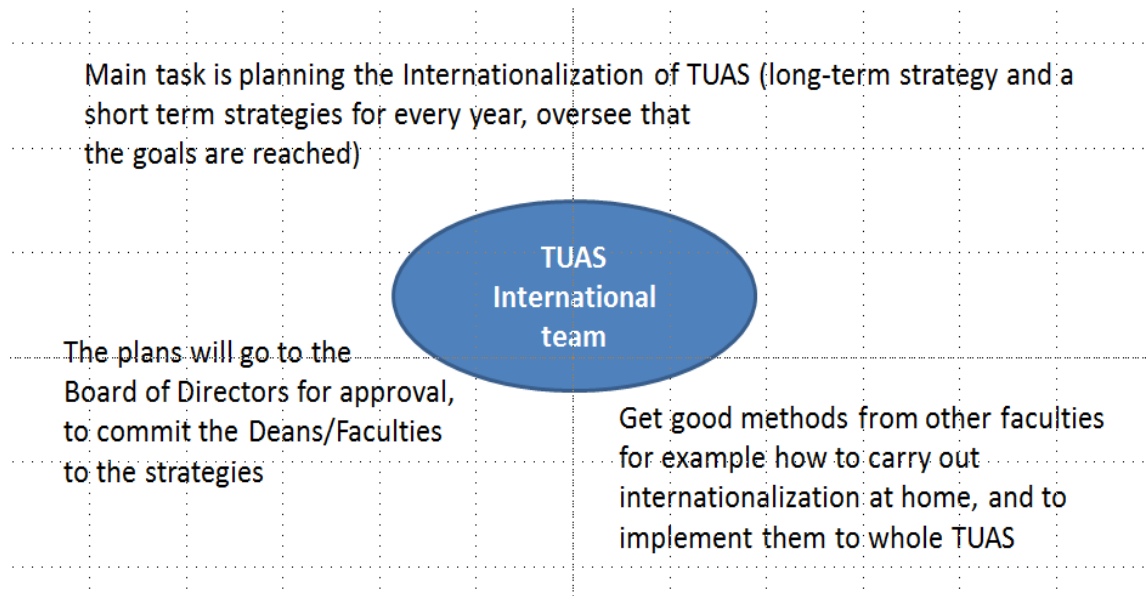 Main task is planning the Internationalization of TUAS (long-term strategy and a
short term strategies for every year, oversee that
the goals are reached)
TUAS
International
team
The plans will go to the
Board of Directors for approval,
to commit the Deans/Faculties
to the strategies
Get good methods from other faculties
for example how to carry out
internationalization at home, and to
implement them to whole TUAS